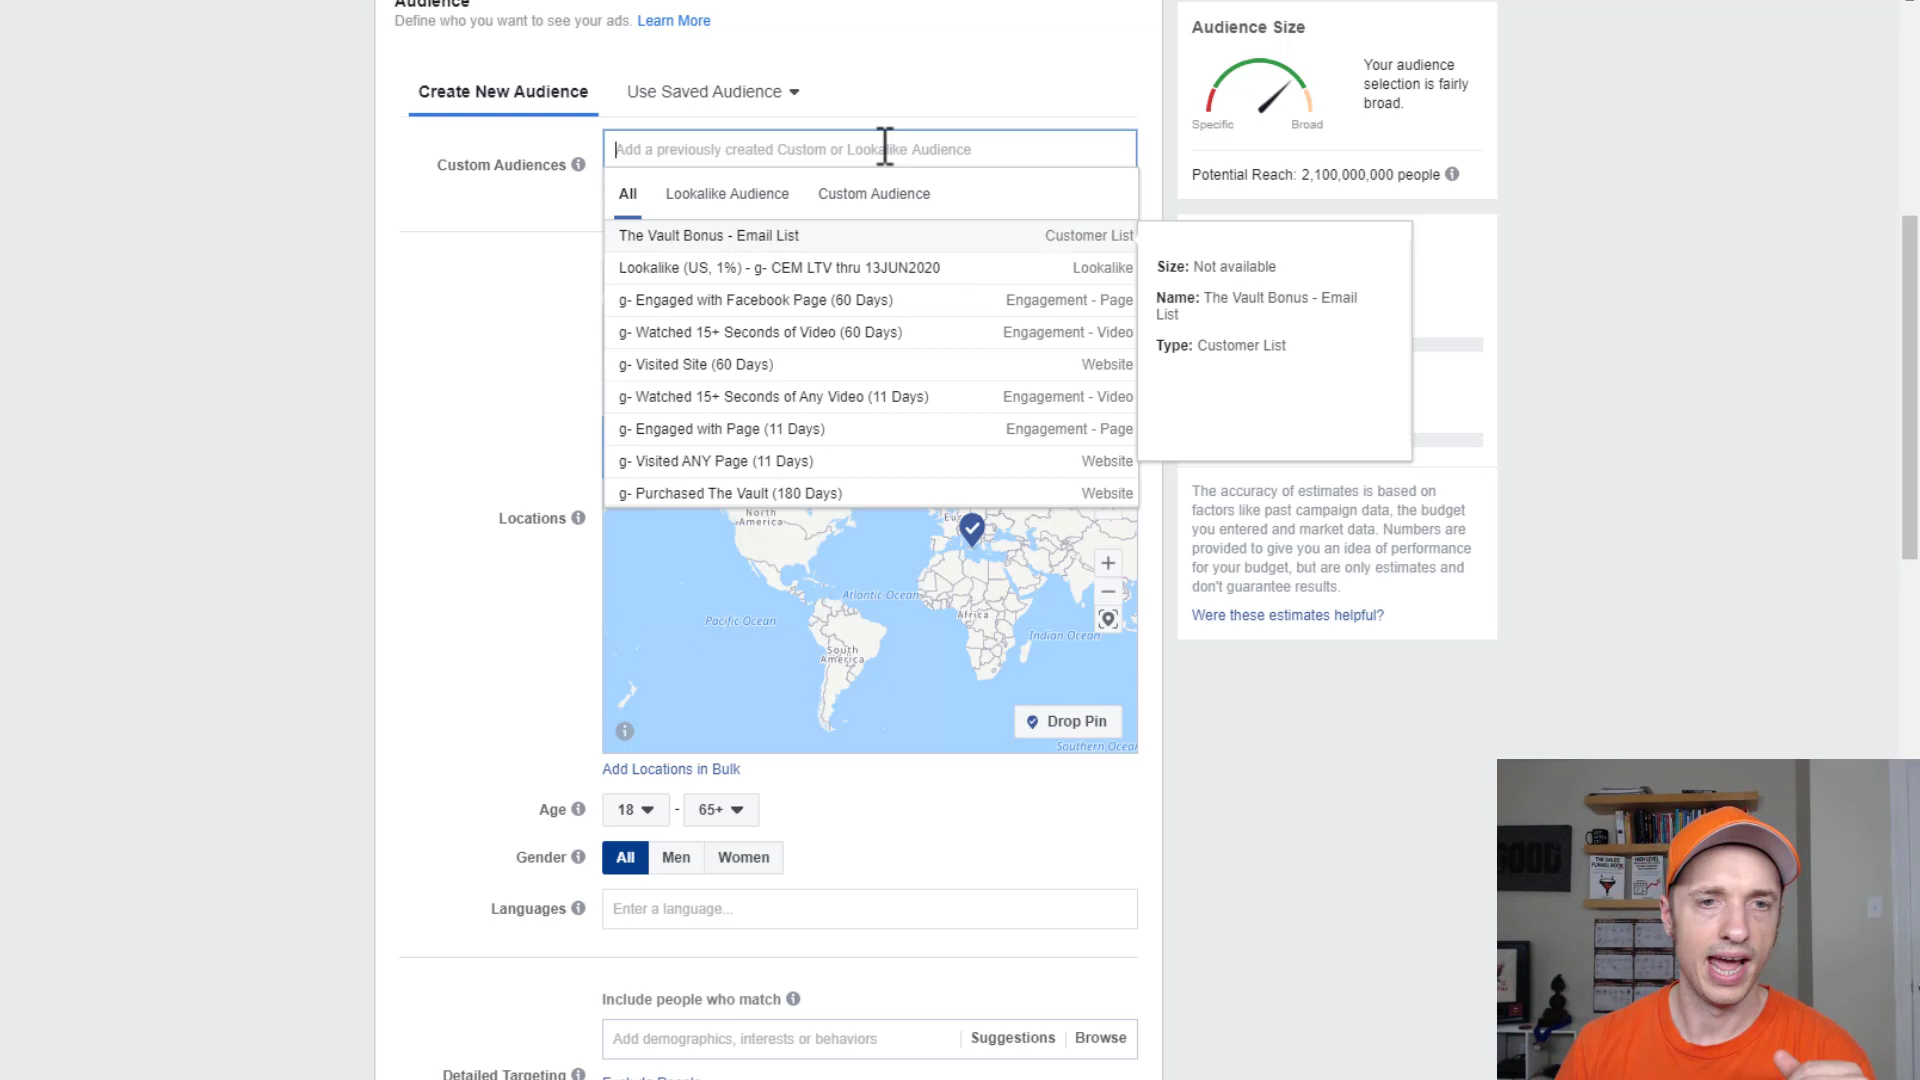 Audience
Define who you want to see your ads. Learn More
Create New Audience
Use Saved Audience
Custom Audiences
Add a previously created Custom or Lookalike Audience
All
Lookalike Audience
Custom Audience
The Vault Bonus - Email List
Customer List
Lookalike (US, 1%) - g- CEM LTV thru 13JUN2020
Lookalike
g- Engaged with Facebook Page (60 Days)
Engagement - Page
g- Watched 15+ Seconds of Video (60 Days)
Engagement - Video
g- Visited Site (60 Days)
Website
g- Watched 15+ Seconds of Any Video (11 Days)
Engagement - Video
g- Engaged with Page (11 Days)
Engagement - Page
g- Visited ANY Page (11 Days)
Website
g- Purchased The Vault (180 Days)
Website
Size: Not available
Name: The Vault Bonus - Email
List
Type: Customer List
Locations
North
America
Atlantic Ocean
Pacific Ocean
Africa
Indian Ocean
South
America
Drop Pin
Southern Ocean
Add Locations in Bulk
Age
18
-
65+
Gender
All
Men
Women
Languages
Enter a language...
Include people who match
Add demographics, interests or behaviors
Suggestions
Browse
Detailed Targeting
Exclude People
Audience Size
Your audience
selection is fairly
broad.
Specific
Broad
Potential Reach: 2,100,000,000 people
The accuracy of estimates is based on
factors like past campaign data, the budget
you entered and market data. Numbers are
provided to give you an idea of performance
for your budget, but are only estimates and
don't guarantee results.
Were these estimates helpful?
GOOD
THE SALES
FUNNEL BOOK
HIGH LEVEL